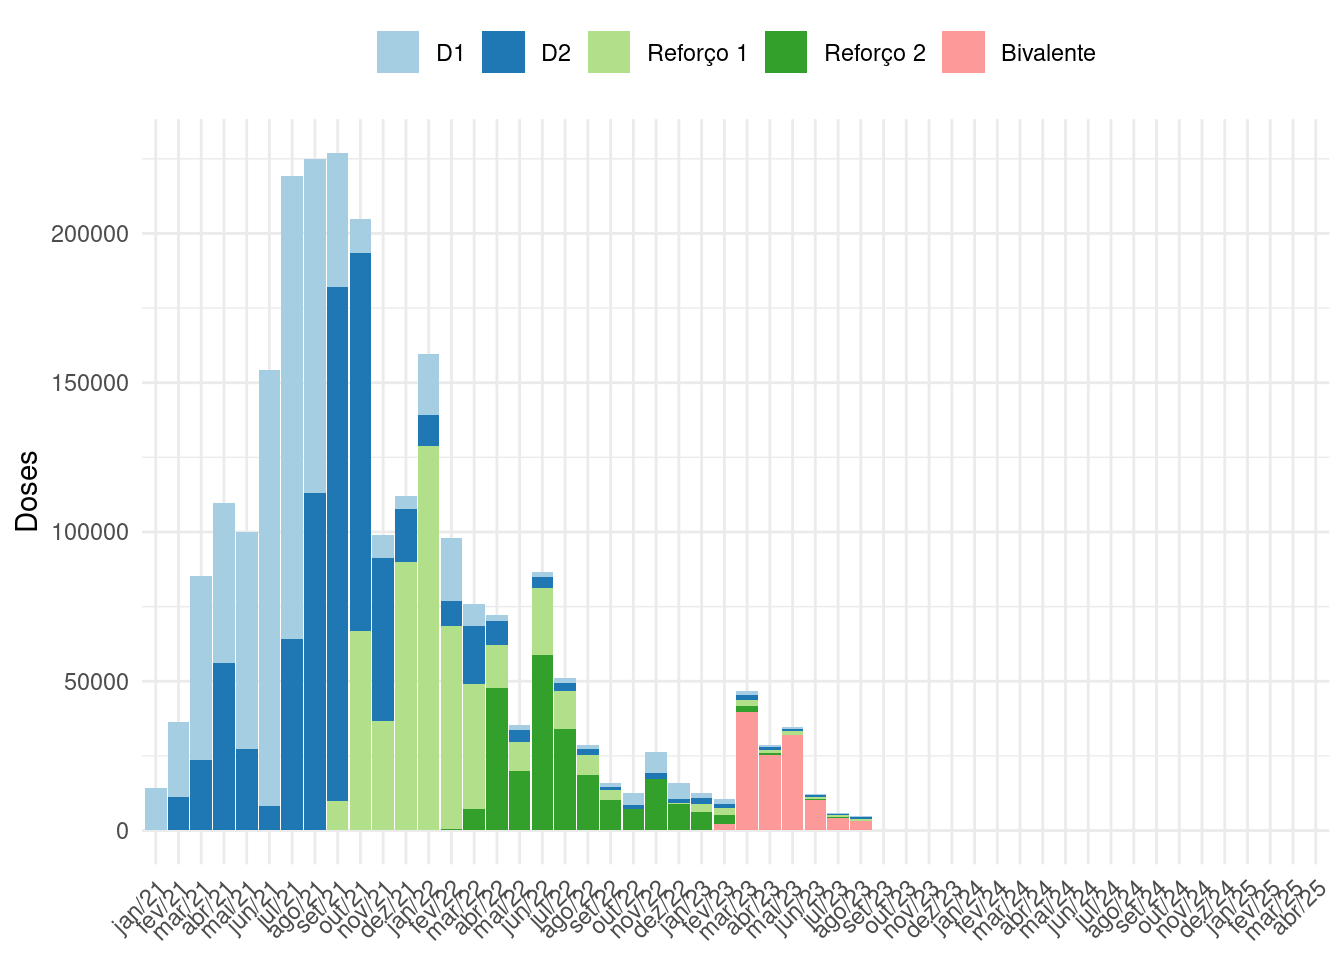 D1 D2 Reforço 1 Reforço 2 Bivalente
Doses
200000
150000
100000
50000
0
jan/21 fev/21 mar/21 abr/21 mai/21 jun/21 jul/21 ago/21 set/21 out/21 nov/21 dez/21 jan/22 fev/22 mar/22 abr/22 mai/22 jun/22 jul/22 ago/22 set/22 out/22 nov/22 dez/22 jan/23 fev/23 mar/23 abr/23 mai/23 jun/23 jul/23 ago/23 set/23 out/23 nov/23 dez/23 jan/24 fev/24 mar/24 abr/24 mai/24 jun/24 jul/24 ago/24 set/24 out/24 nov/24 dez/24 jan/25 fev/25 mar/25 abr/25